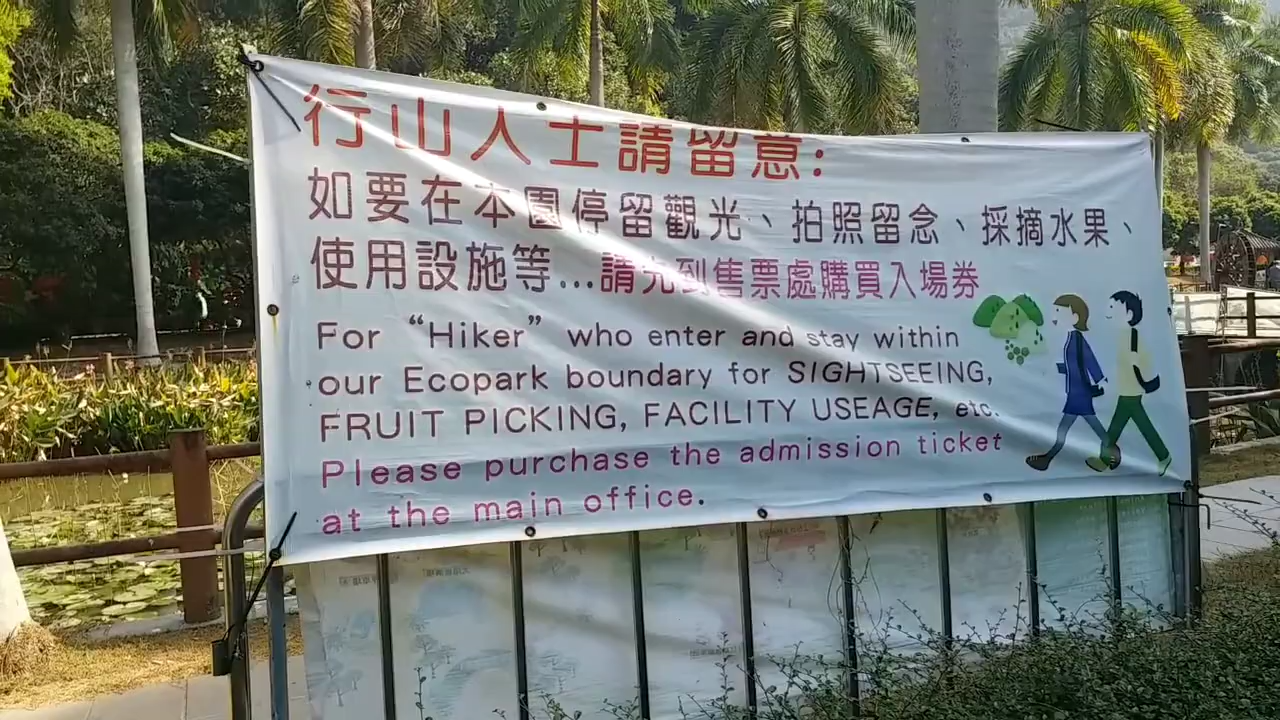 行山人士請留意:
如要在本園停留觀光、拍照留念、採摘水果、
使用設施等...請先到售票處購買入場券
For “Hiker” who enter and stay within
our Ecopark boundary for SIGHTSEEING,
FRUIT PICKING, FACILITY USEAGE, etc.
Please purchase the admission ticket
at the main office.